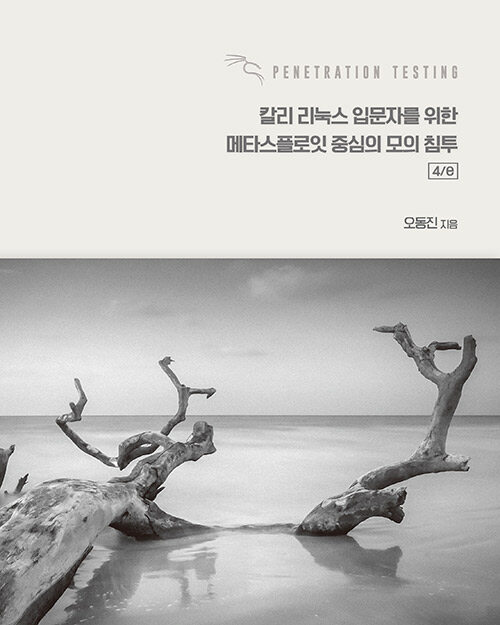 PENETRATION TESTING
칼리 리눅스 입문자를 위한
메타스플로잇 중심의 모의 침투
4/e
오동진 지음